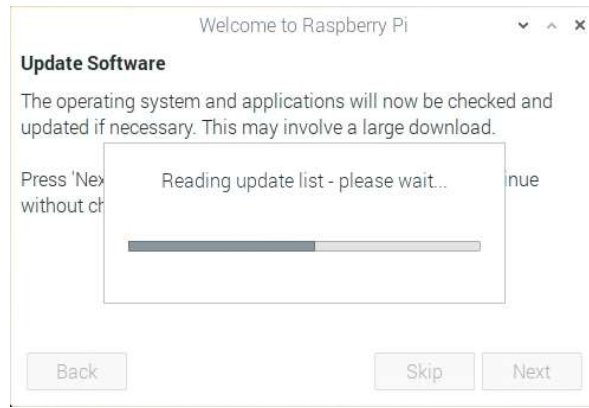 Welcome to Raspberry Pi
Update Software
The operating system and applications will now be checked and
updated if necessary. This may involve a large download.
Press 'Nex
inue
without ch
Reading update list - please wait...
Back
Skip
Next